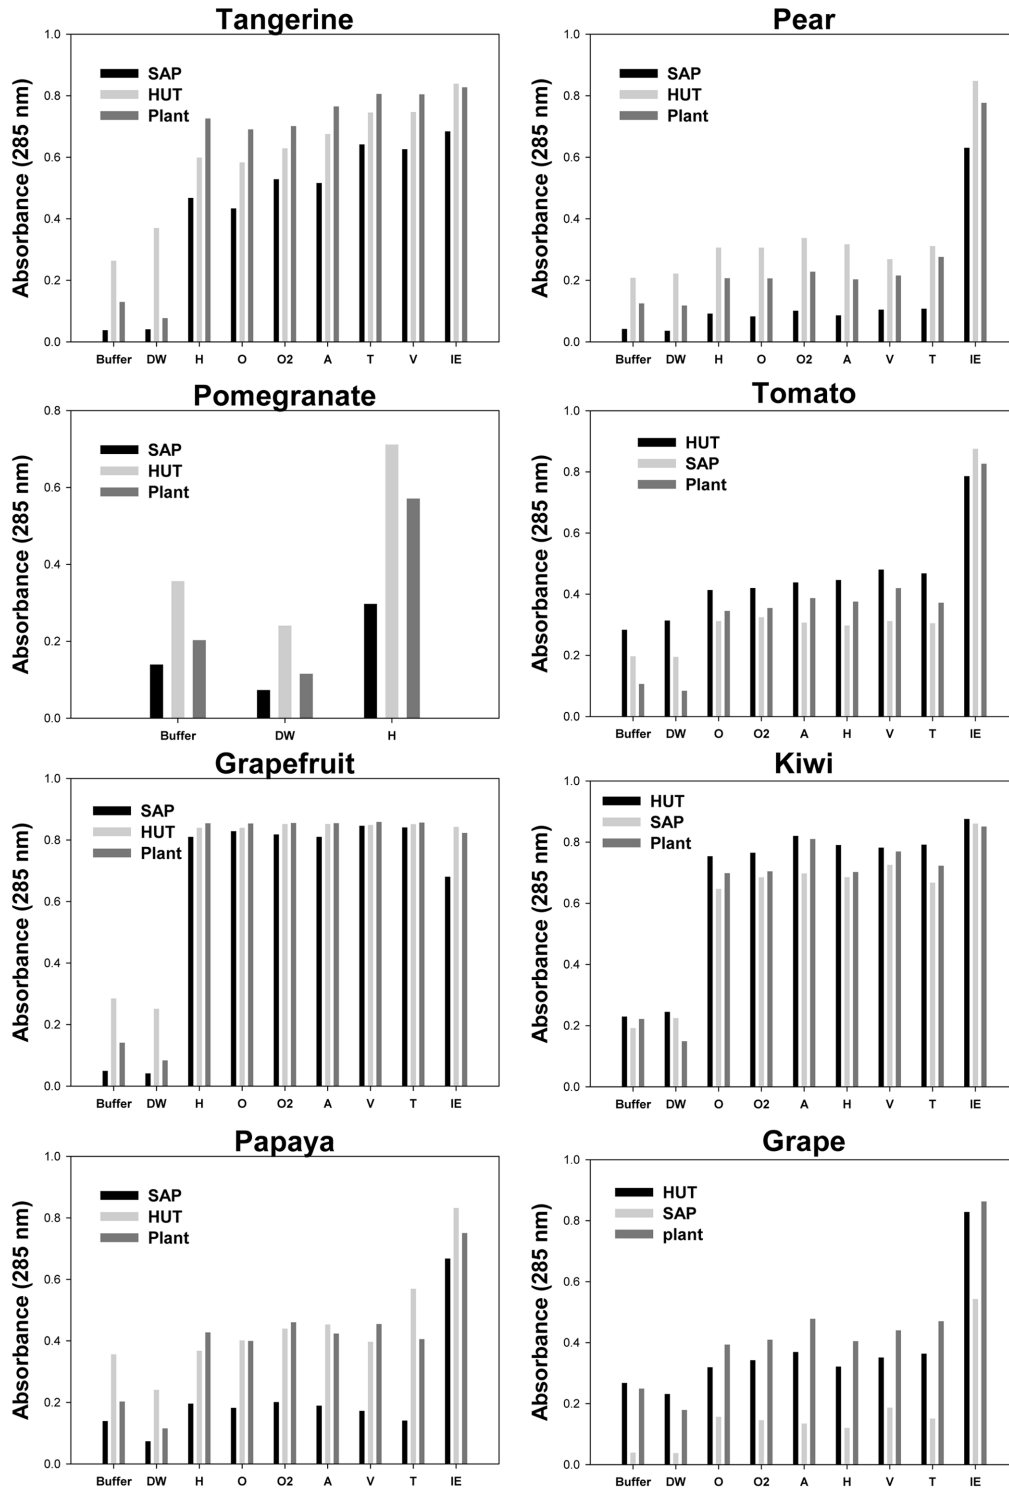 Tangerine
Absorbance (285 nm)
1.0
0.8
0.6
0.4
0.2
0.0
SAP
HUT
Plant
Buffer DW H O O2 A T V IE
Pear
Absorbance (285 nm)
1.0
0.8
0.6
0.4
0.2
0.0
SAP
HUT
Plant
Buffer DW H O O2 A V T IE
Pomegranate
Absorbance (285 nm)
0.8
0.6
0.4
0.2
0.0
SAP
HUT
Plant
Buffer DW H
Tomato
Absorbance (285 nm)
1.0
0.8
0.6
0.4
0.2
0.0
HUT
SAP
Plant
Buffer DW O O2 A H V T IE
Grapefruit
Absorbance (285 nm)
1.0
0.8
0.6
0.4
0.2
0.0
SAP
HUT
Plant
Buffer DW H O O2 A V T IE
Kiwi
Absorbance (285 nm)
1.0
0.8
0.6
0.4
0.2
0.0
HUT
SAP
Plant
Buffer DW O O2 A H V T IE
Papaya
Absorbance (285 nm)
1.0
0.8
0.6
0.4
0.2
0.0
SAP
HUT
Plant
Buffer DW H O O2 A V T IE
Grape
Absorbance (285 nm)
1.0
0.8
0.6
0.4
0.2
0.0
HUT
SAP
plant
Buffer DW O O2 A H V T IE